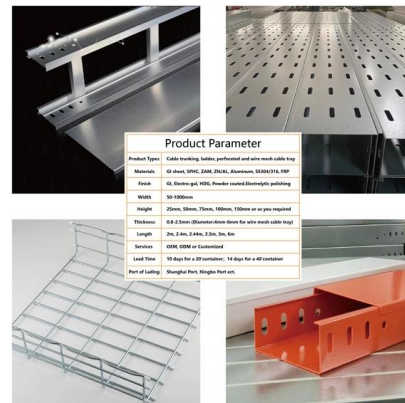 Product Parameter
Product Types Cable trunking, ladder, perforated and wire mesh cable tray
Materials GI sheet, SPHC, ZAM, ZN/AL, Aluminum, SS304/316, FRP
Finish GI, Electro-gal, HDG, Powder coated,Electrolytic polishing
Width 50-1000mm
Height 25mm, 50mm, 75mm, 100mm, 150mm or as you required
Thickness 0.8-2.5mm (Diameter:4mm-6mm for wire mesh cable tray)
Length 2m, 2.4m, 2.44m, 2.5m, 3m, 6m
Services OEM, ODM or Customized
Lead Time 10 days for a 20'container; 14 days for a 40'container
Port of Lading Shanghai Port, Ningbo Port ect.